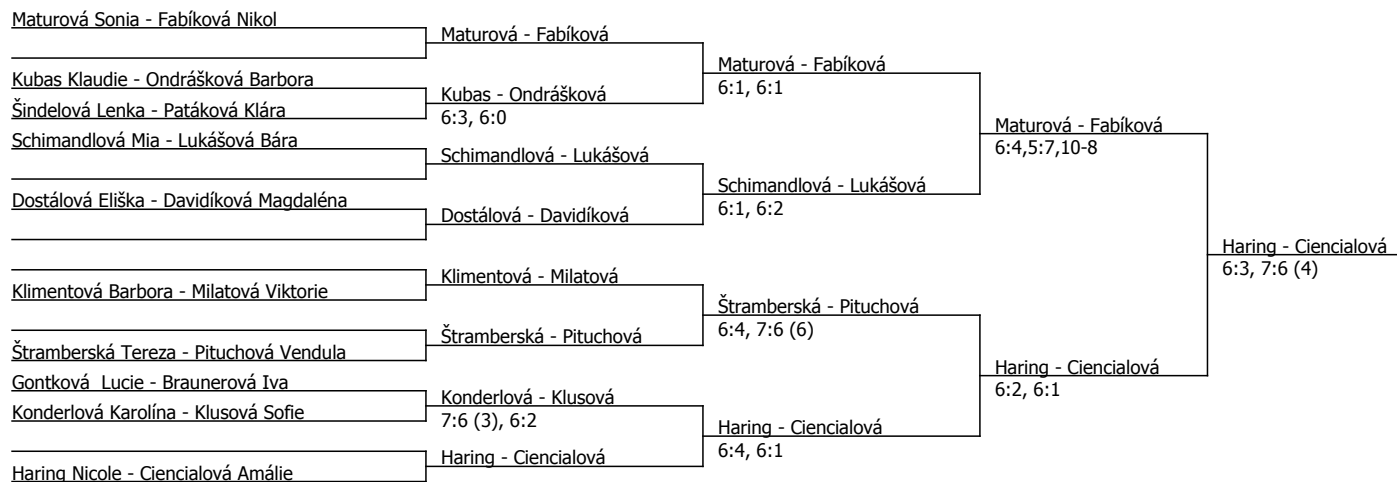 Maturová Sonia - Fabíková Nikol
Kubas Klaudie - Ondrášková Barbora
Šindelová Lenka - Patáková Klára
Schimandlová Mia - Lukášová Bára
Dostálová Eliška - Davidíková Magdaléna
Klimentová Barbora - Milatová Viktorie
Štramberská Tereza - Pituchová Vendula
Gontková  Lucie - Braunerová Iva
Konderlová Karolína - Klusová Sofie
Haring Nicole - Ciencialová Amálie
Maturová - Fabíková
Kubas - Ondrášková
6:3, 6:0
Schimandlová - Lukášová
Dostálová - Davidíková
Klimentová - Milatová
Štramberská - Pituchová
Konderlová - Klusová
7:6 (3), 6:2
Haring - Ciencialová
Maturová - Fabíková
6:1, 6:1
Schimandlová - Lukášová
6:1, 6:2
Štramberská - Pituchová
6:4, 7:6 (6)
Haring - Ciencialová
6:4, 6:1
Maturová - Fabíková
6:4,5:7,10-8
Haring - Ciencialová
6:2, 6:1
Haring - Ciencialová
6:3, 7:6 (4)